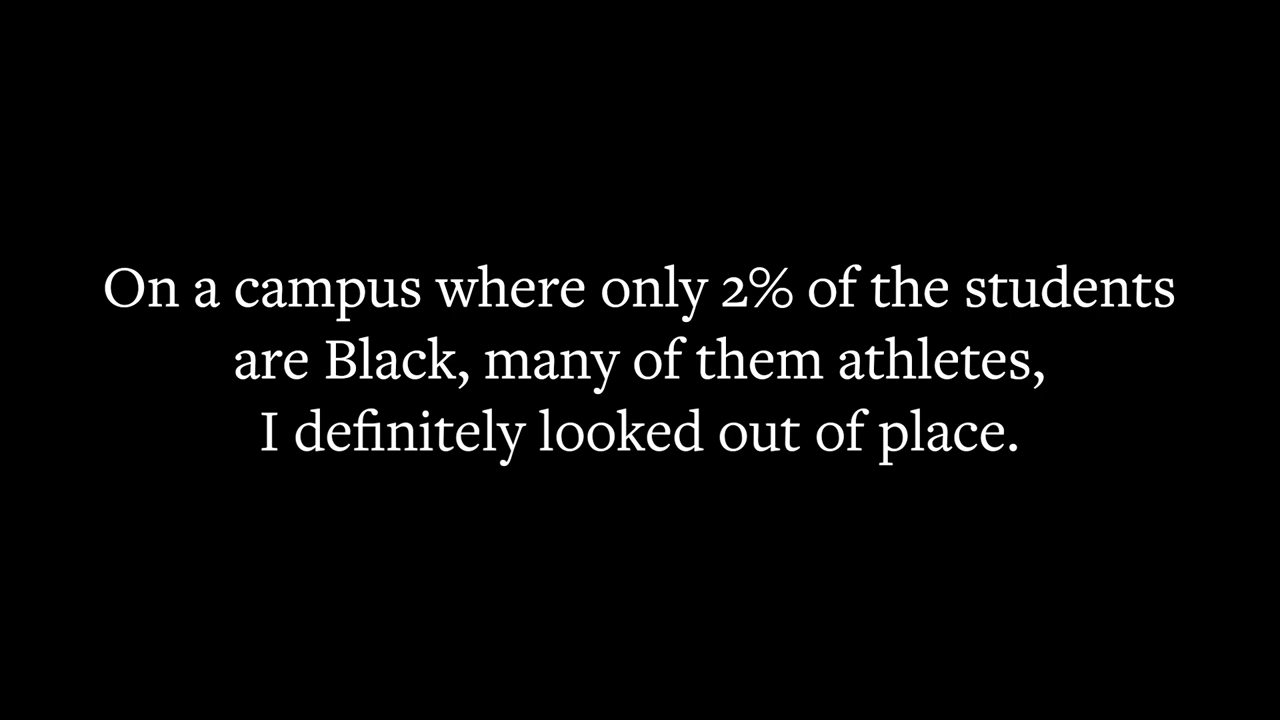 On a campus where only 2% of the students
are Black, many of them athletes,
I definitely looked out of place.